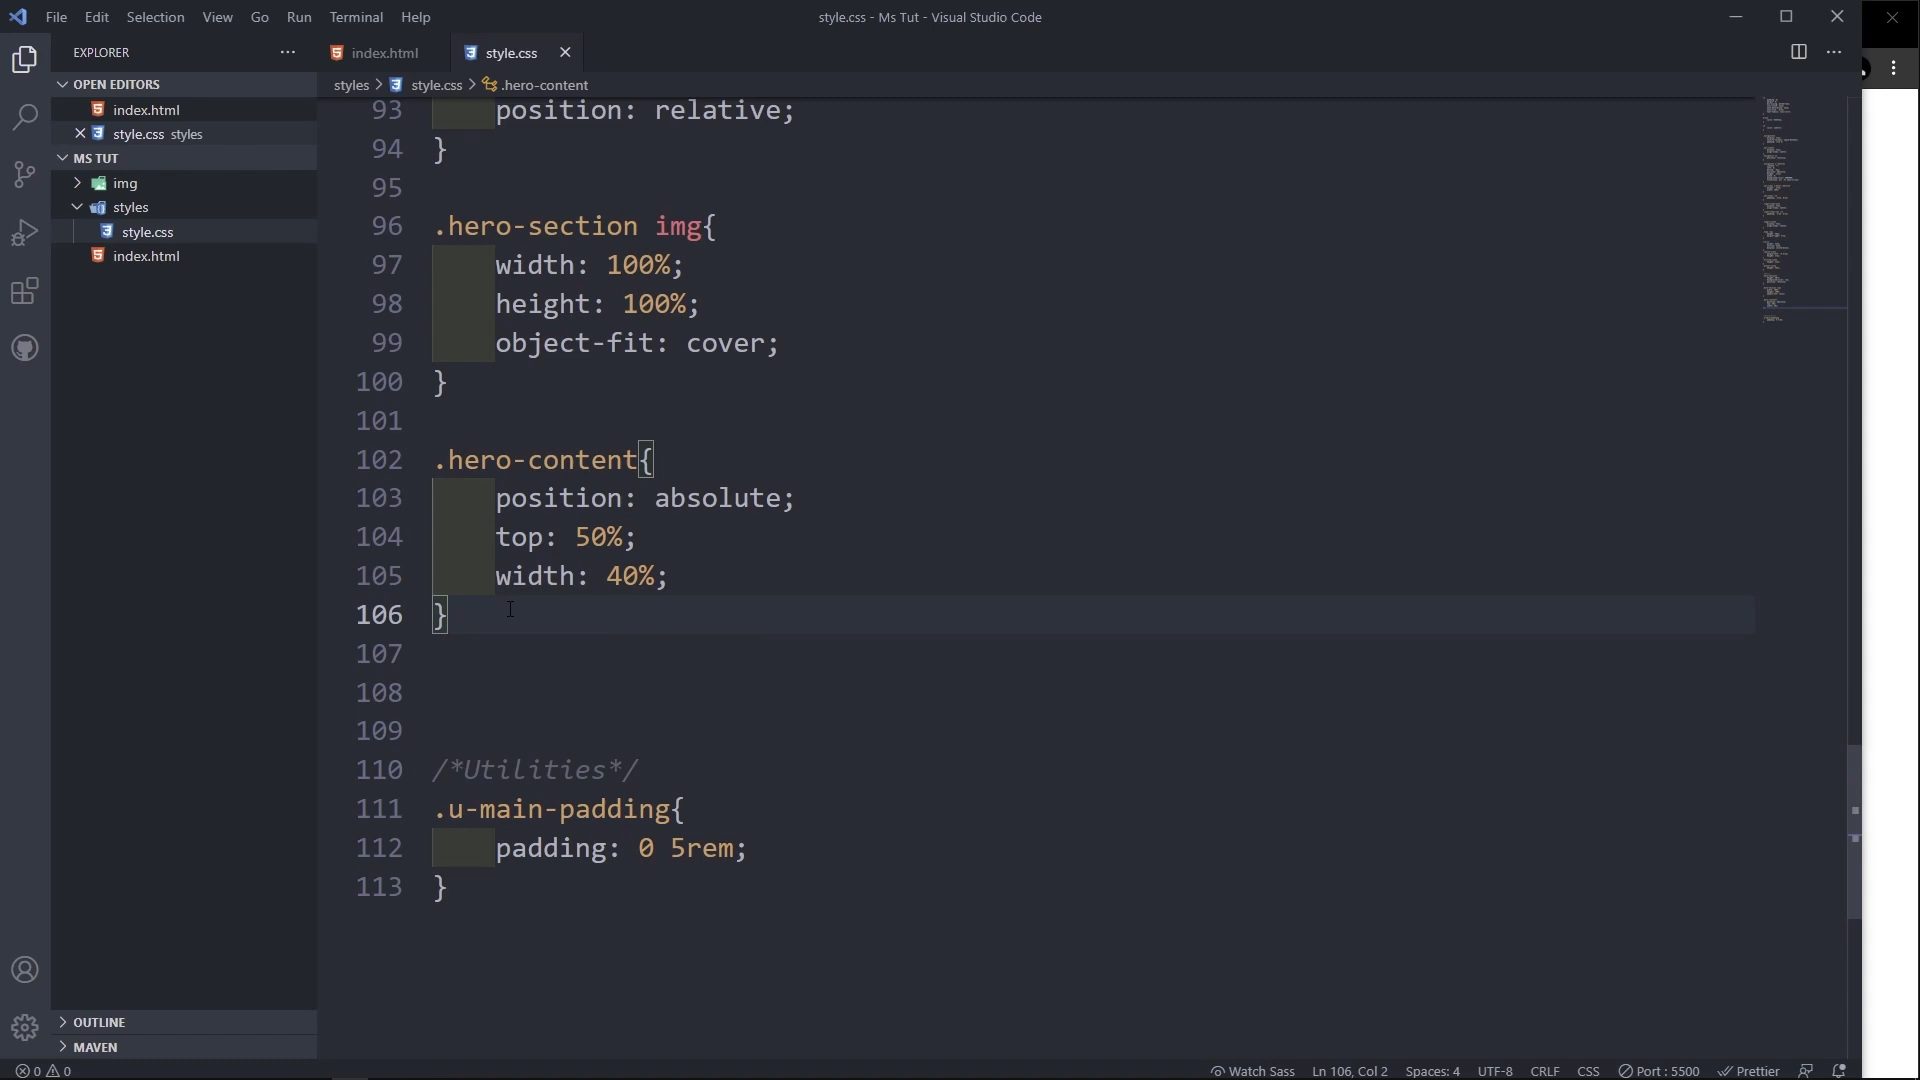 File Edit Selection View Go Run Terminal Help
style.css - Ms Tut - Visual Studio Code
EXPLORER
index.html
style.css
OPEN EDITORS
index.html
style.css styles
MS TUT
img
styles
style.css
index.html
OUTLINE
MAVEN
styles > style.css > .hero-content
93 position: relative;
94 }
95
96 .hero-section img{
97 width: 100%;
98 height: 100%;
99 object-fit: cover;
100 }
101
102 .hero-content{
103 position: absolute;
104 top: 50%;
105 width: 40%;
106 }
107
108
109
110 /*Utilities*/
111 .u-main-padding{
112 padding: 0 5rem;
113 }
0 0
Watch Sass Ln 106, Col 2 Spaces: 4 UTF-8 CRLF CSS Port : 5500 Prettier